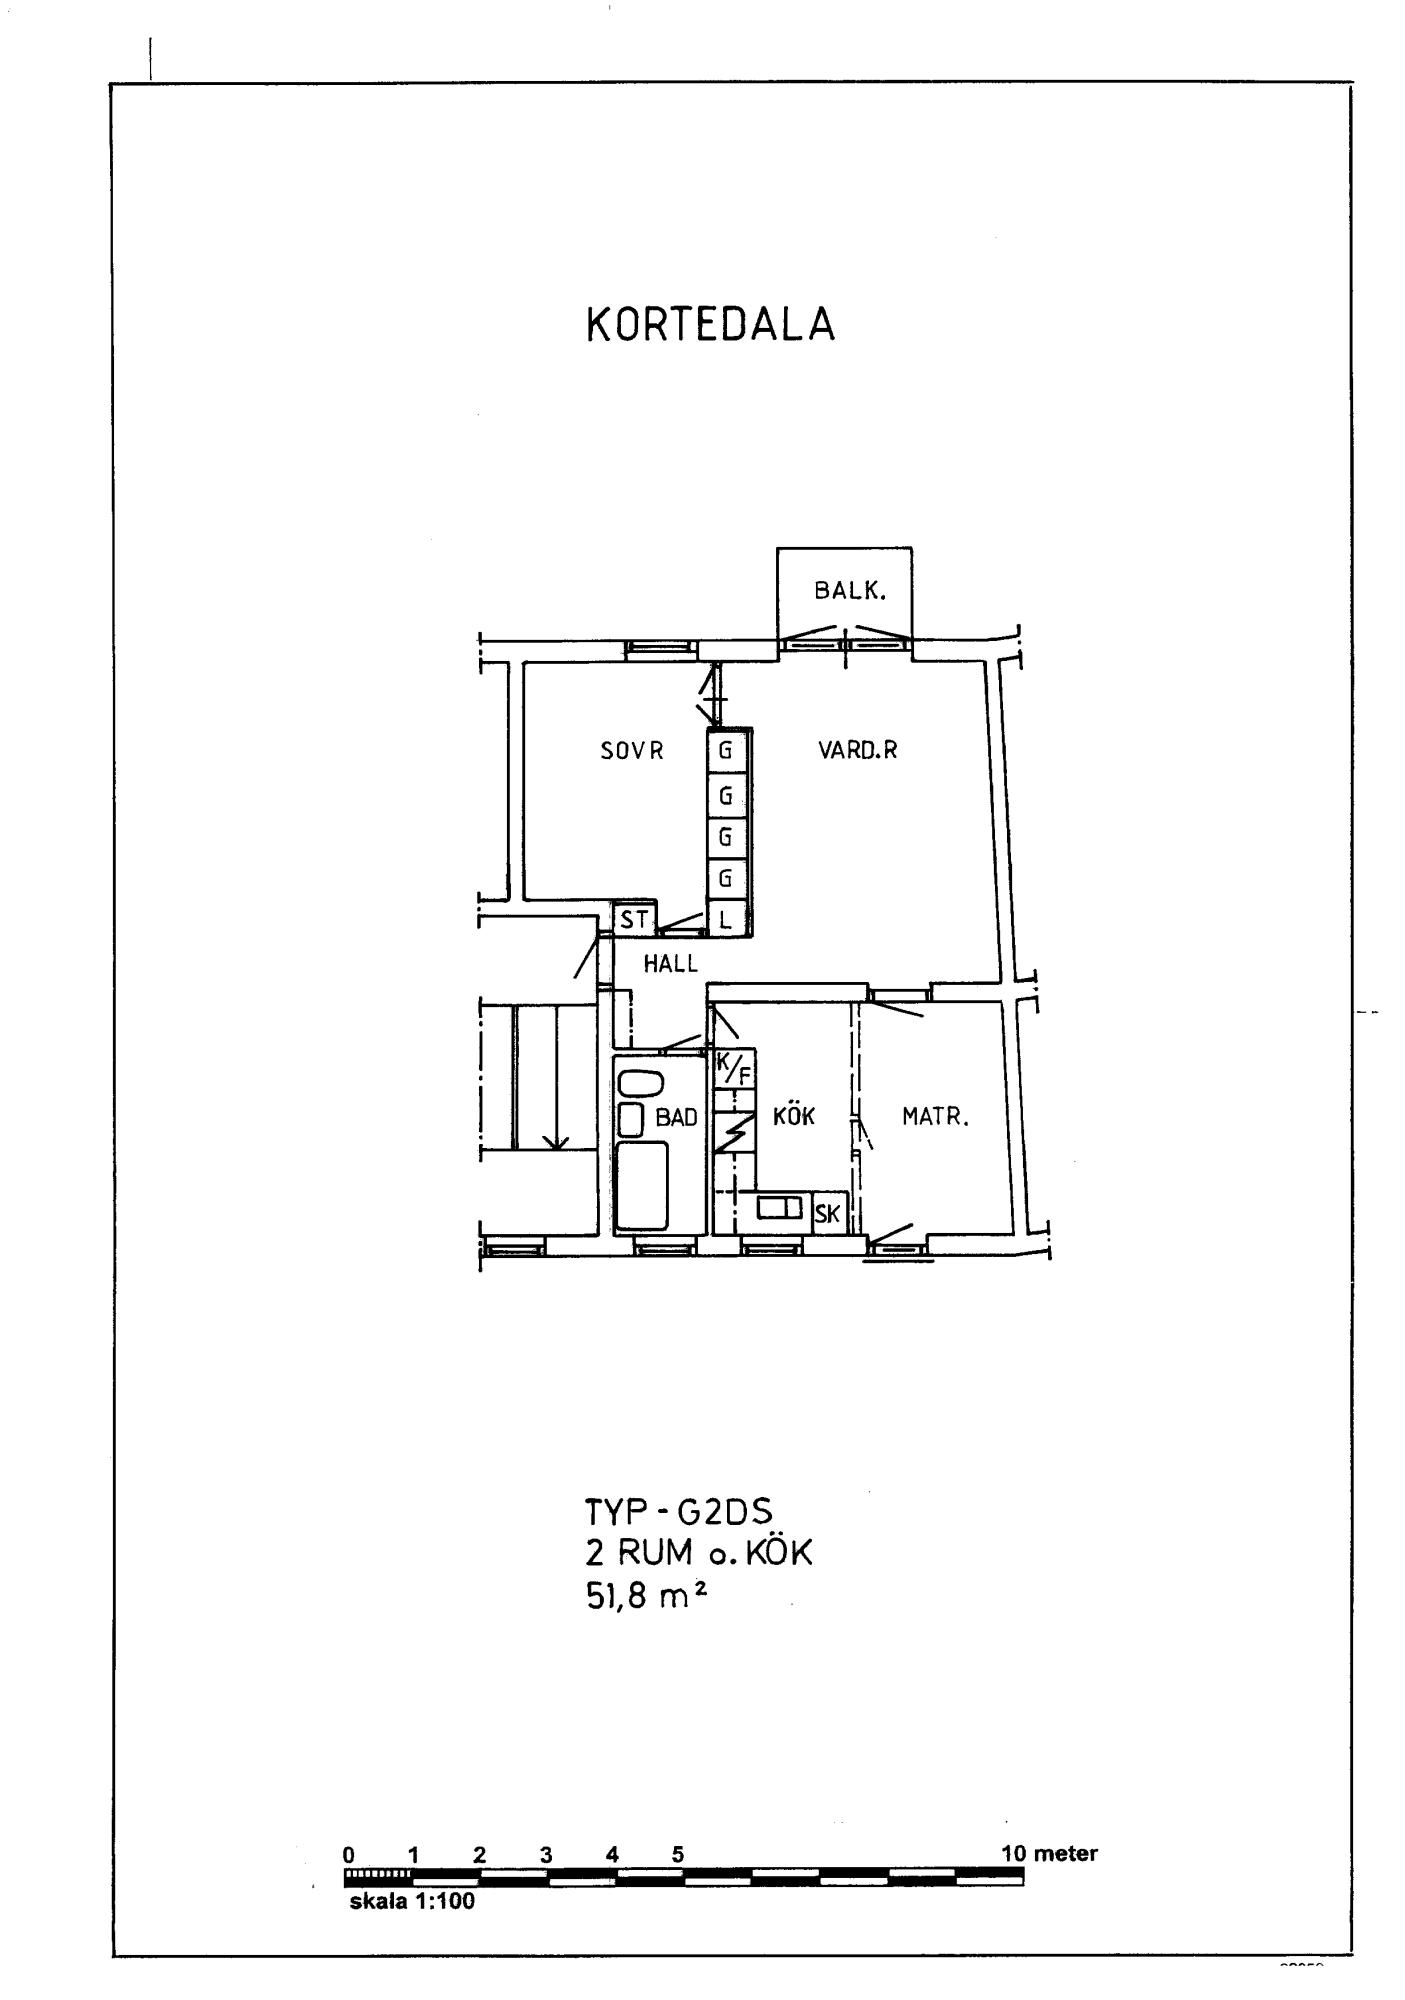 KORTEDALA
BALK.
SOVR
VARD.R
G
G
G
G
L
ST
HALL
K/F
BAD
KÖK
MATR.
SK
TYP - G2DS
2 RUM o. KÖK
51,8 m²
0 1 2 3 4 5 10 meter
skala 1:100